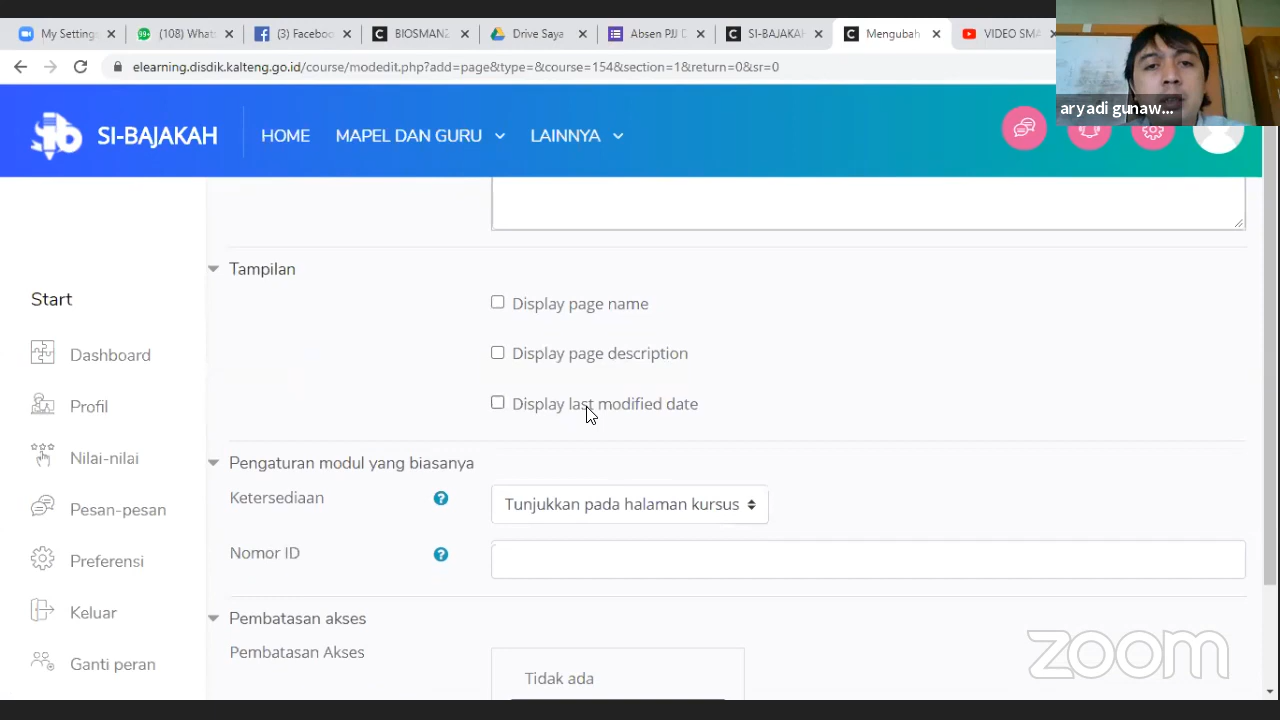 My Setting
(108) What
(3) Faceboo
BIOSMAN2
Drive Saya
Absen PJJ D
SI-BAJAKAH
Mengubah
VIDEO SMA
elearning.disdik.kalteng.go.id/course/modedit.php?add=page&type=&course=154&section=1&return=0&sr=0
aryadi gunaw...
SI-BAJAKAH
HOME
MAPEL DAN GURU
LAINNYA
Tampilan
Display page name
Display page description
Display last modified date
Pengaturan modul yang biasanya
Ketersediaan
Tunjukkan pada halaman kursus
Nomor ID
Pembatasan akses
Pembatasan Akses
Tidak ada
Start
Dashboard
Profil
Nilai-nilai
Pesan-pesan
Preferensi
Keluar
Ganti peran
zoom